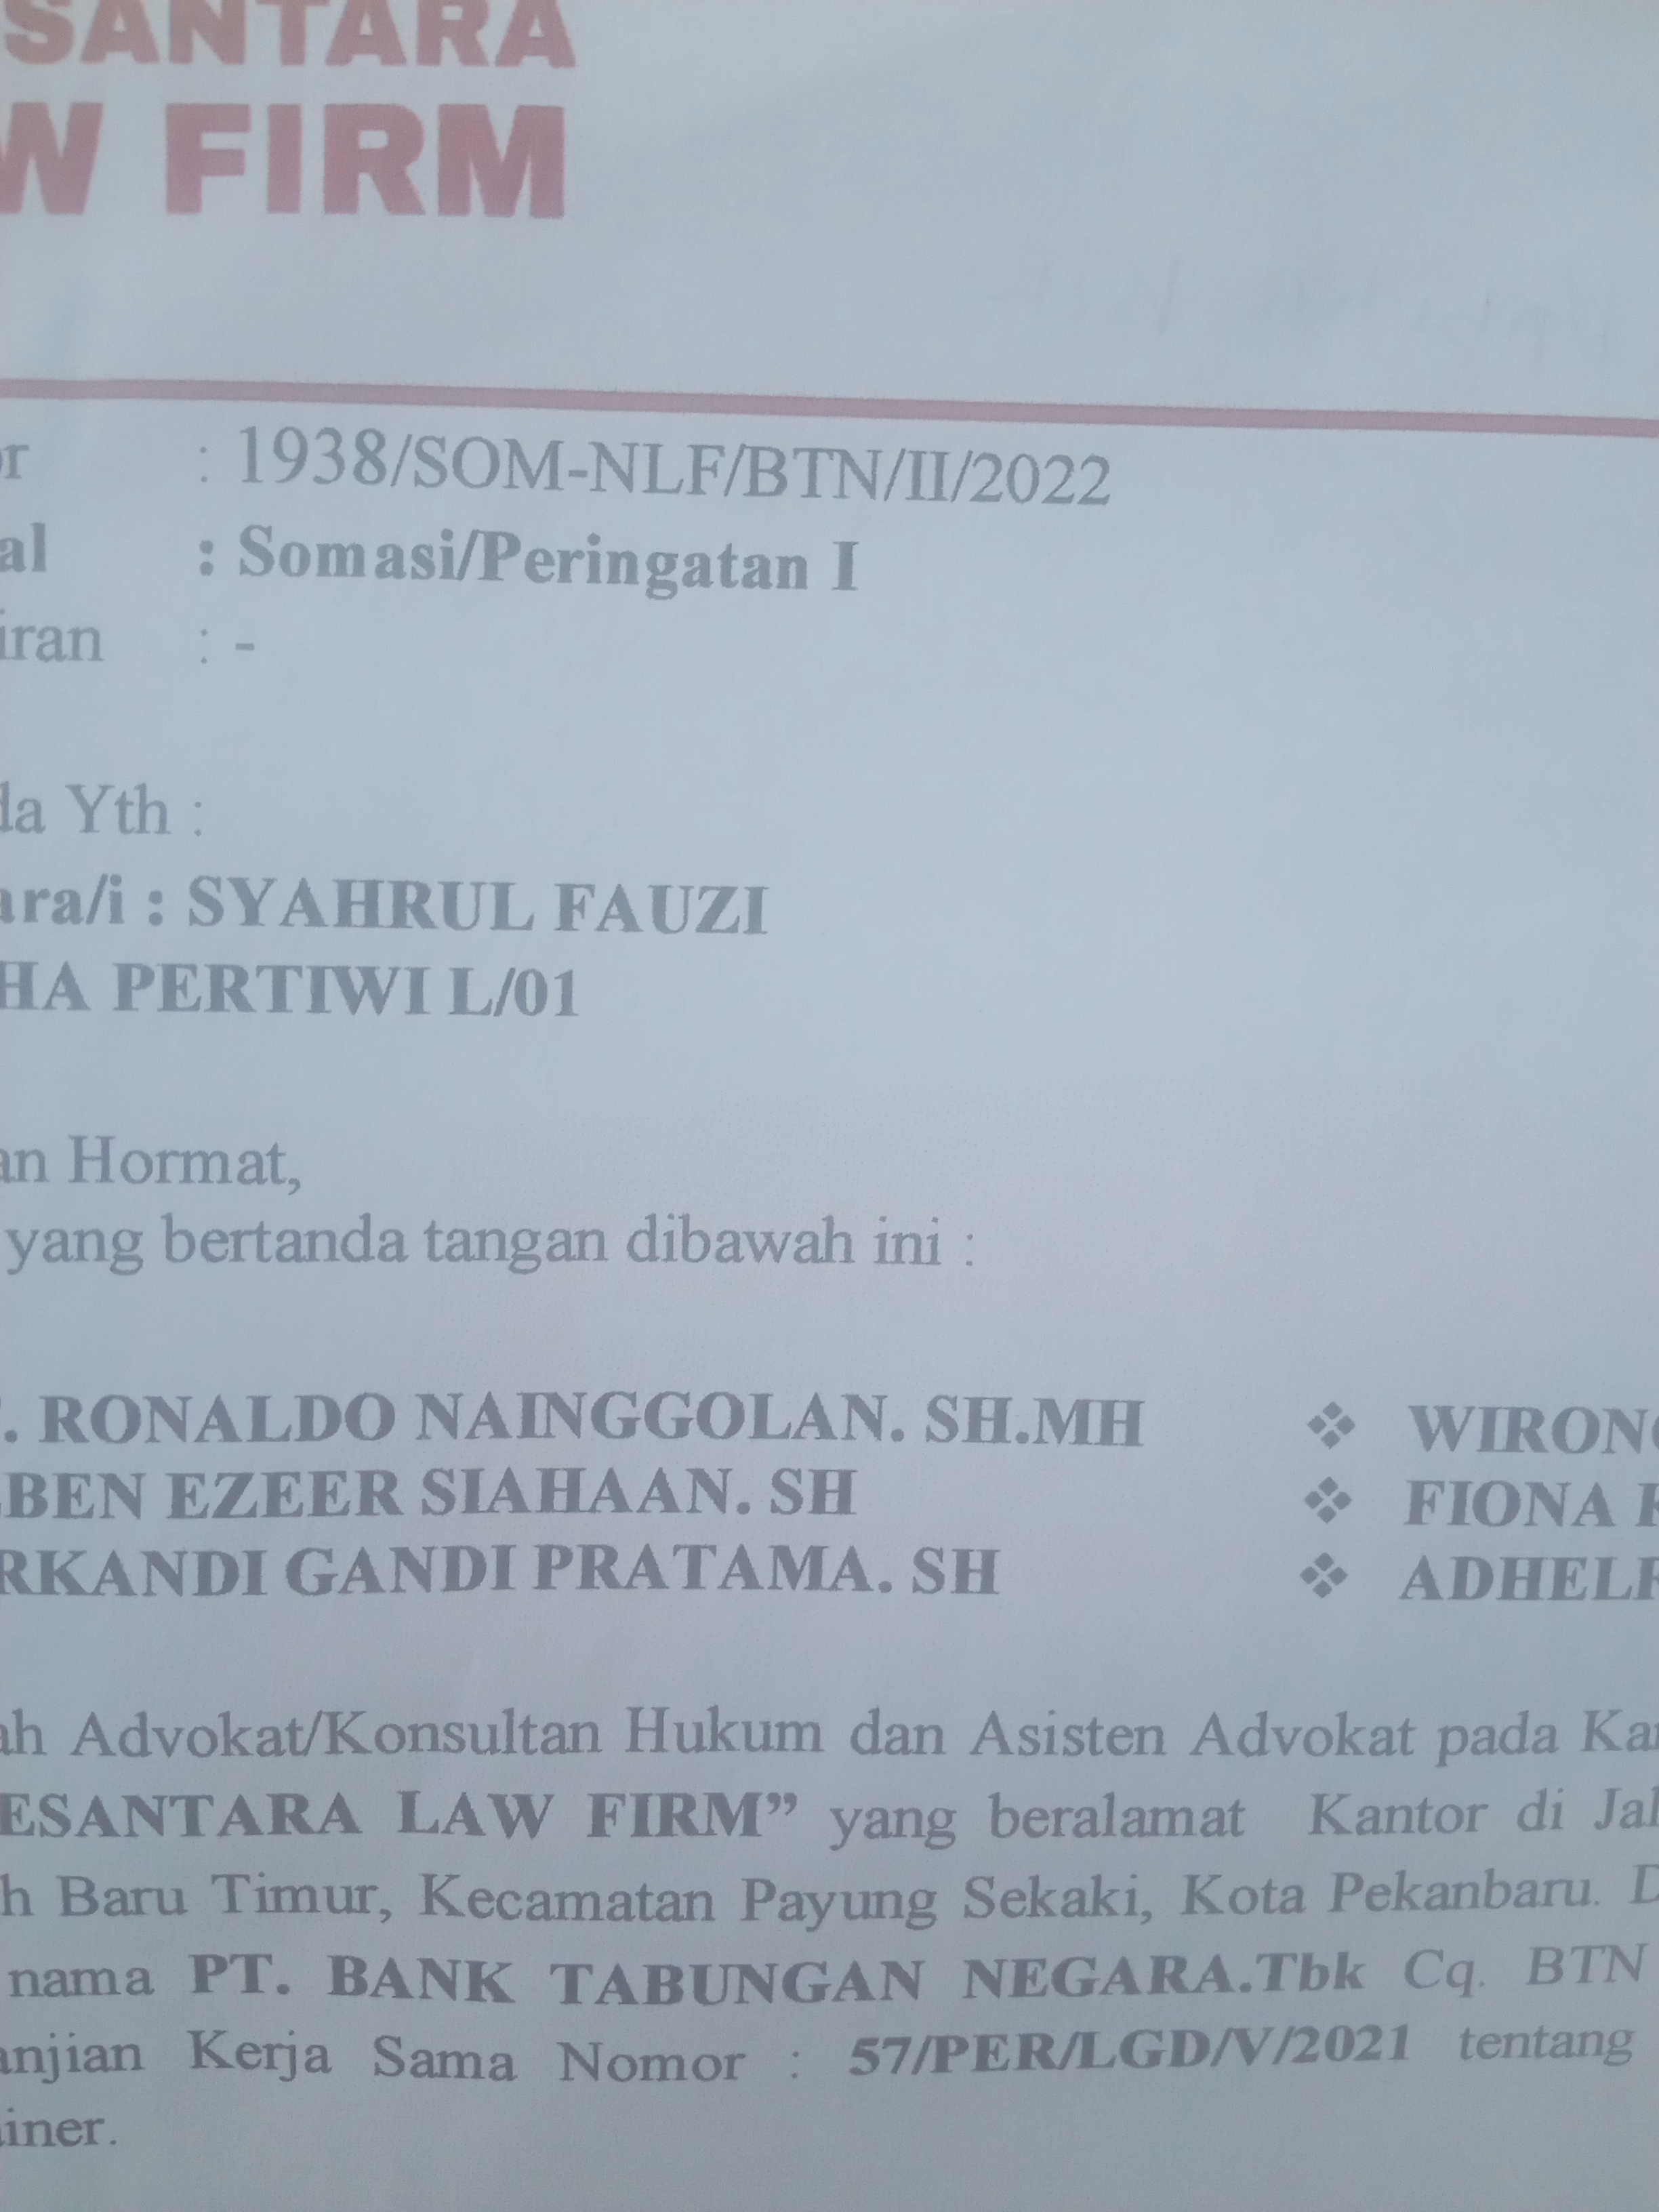 SANTARA
W FIRM
or : 1938/SOM-NLF/BTN/II/2022
al : Somasi/Peringatan I
iran : -
da Yth :
ara/i : SYAHRUL FAUZI
HA PERTIWI L/01
an Hormat,
yang bertanda tangan dibawah ini :
. RONALDO NAINGGOLAN. SH.MH ❖ WIRON
BEN EZEER SIAHAAN. SH ❖ FIONA
RKANDI GANDI PRATAMA. SH ❖ ADHEL
ah Advokat/Konsultan Hukum dan Asisten Advokat pada Kan
ESANTARA LAW FIRM” yang beralamat Kantor di Jal
h Baru Timur, Kecamatan Payung Sekaki, Kota Pekanbaru. D
nama PT. BANK TABUNGAN NEGARA.Tbk Cq. BTN
anjian Kerja Sama Nomor : 57/PER/LGD/V/2021 tentang
iner.